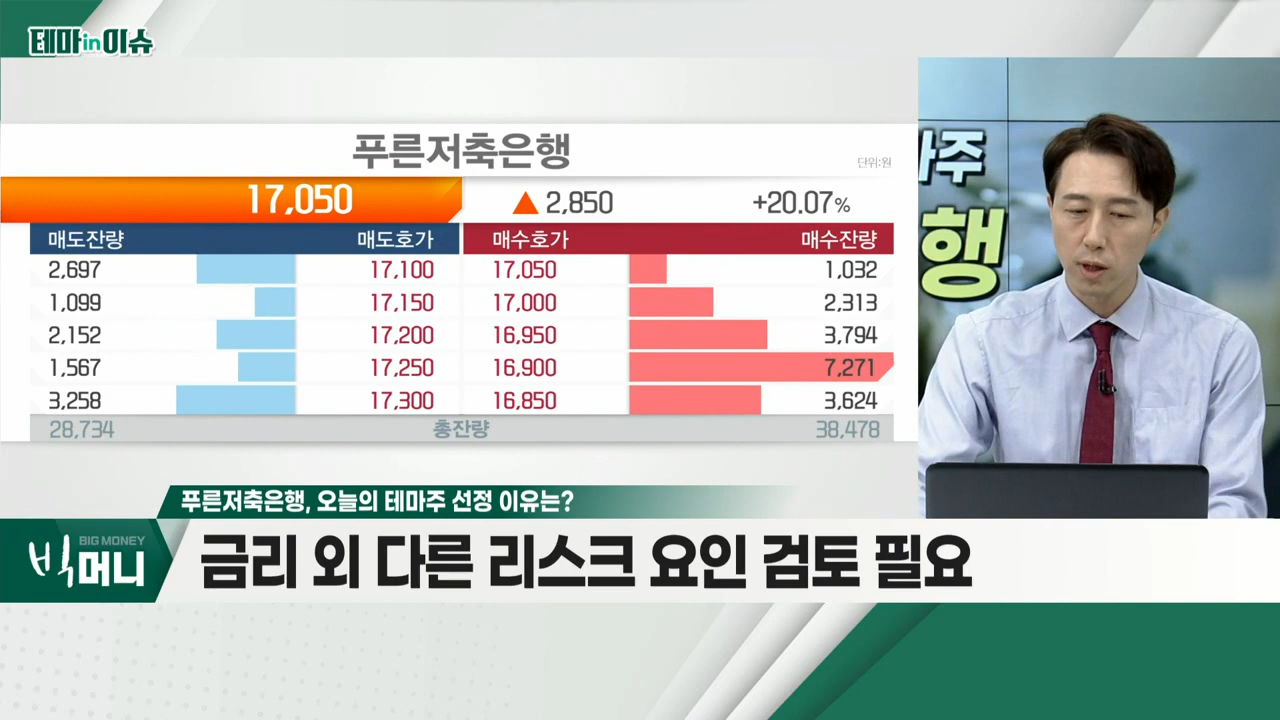 테마in이슈
푸른저축은행
단위:원
17,050 ▲ 2,850 +20.07%
매도잔량 매도호가 매수호가 매수잔량
2,697 17,100 17,050 1,032
1,099 17,150 17,000 2,313
2,152 17,200 16,950 3,794
1,567 17,250 16,900 7,271
3,258 17,300 16,850 3,624
28,734 총잔량 38,478
마주
행
푸른저축은행, 오늘의 테마주 선정 이유는?
BIG MONEY
빅머니
금리 외 다른 리스크 요인 검토 필요